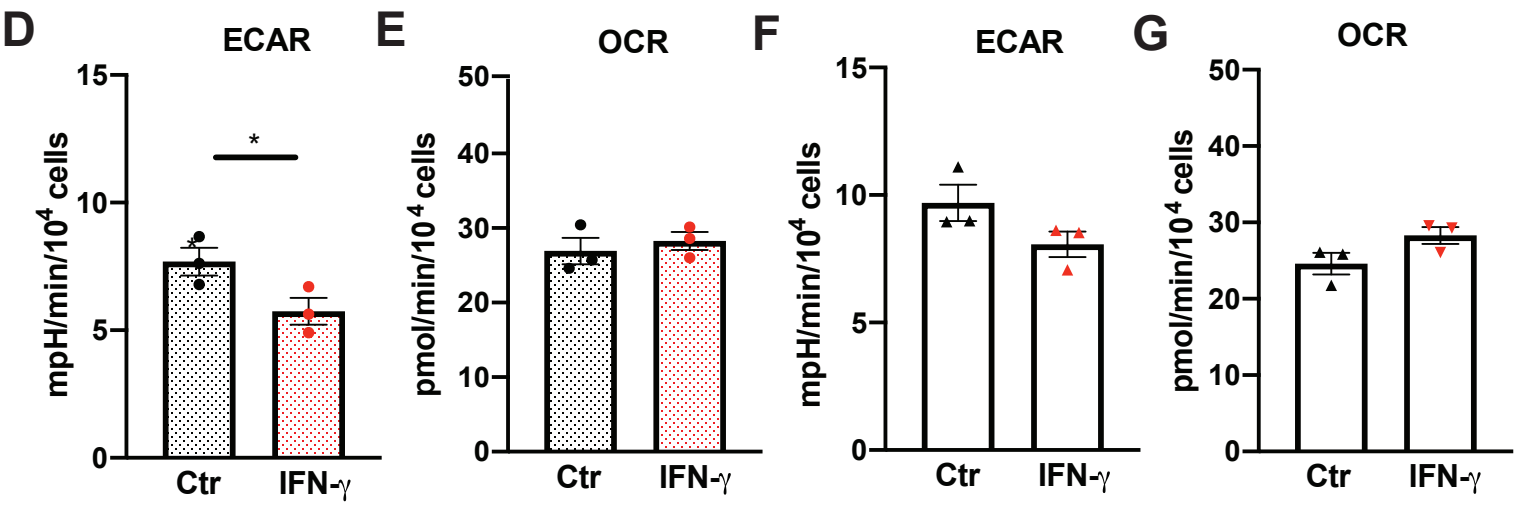 D
ECAR
15
10
5
0
mpH/min/10⁴ cells
*
*
Ctr
IFN-γ
E
OCR
50
40
30
20
10
0
pmol/min/10⁴ cells
Ctr
IFN-γ
F
ECAR
15
10
5
0
mpH/min/10⁴ cells
Ctr
IFN-γ
G
OCR
50
40
30
20
10
0
pmol/min/10⁴ cells
Ctr
IFN-γ